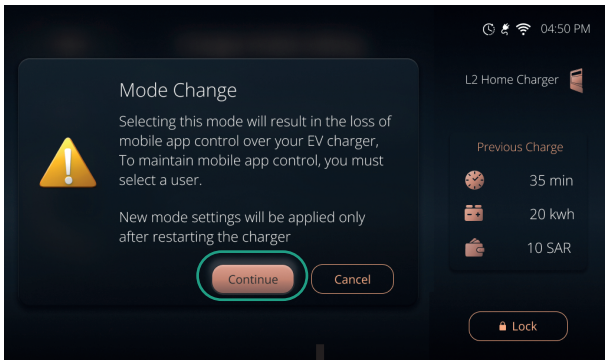 04:50 PM
L2 Home Charger
Mode Change
Selecting this mode will result in the loss of
mobile app control over your EV charger,
To maintain mobile app control, you must
select a user.
New mode settings will be applied only
after restarting the charger
Continue
Cancel
Previous Charge
35 min
20 kwh
10 SAR
Lock